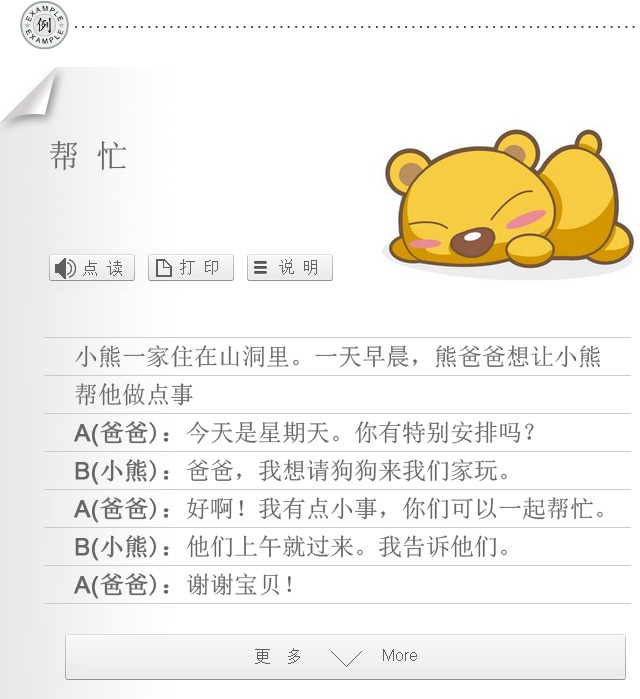 EXAMPLE
例
EXAMPLE
帮 忙
点 读
打 印
说 明
小熊一家住在山洞里。一天早晨，熊爸爸想让小熊
帮他做点事
A(爸爸)：今天是星期天。你有特别安排吗？
B(小熊)：爸爸，我想请狗狗来我们家玩。
A(爸爸)：好啊！我有点小事，你们可以一起帮忙。
B(小熊)：他们上午就过来。我告诉他们。
A(爸爸)：谢谢宝贝！
更 多 More